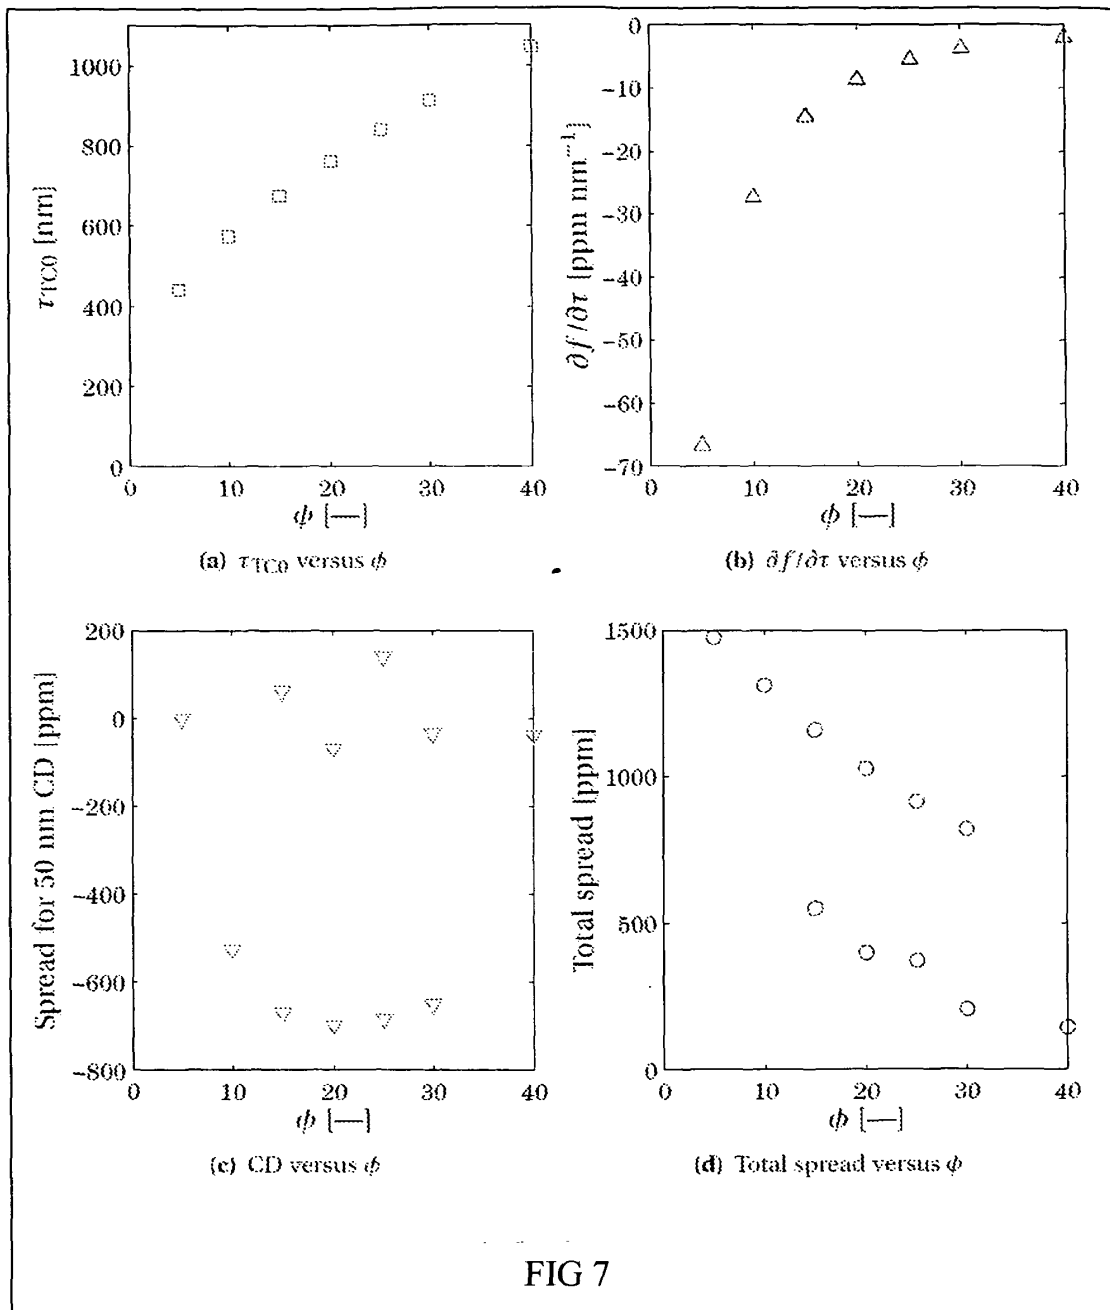 1000
800
600
400
200
0
0 10 20 30 40
τTC0 [nm]
ϕ [—]
(a) τTC0 versus ϕ
0
−10
−20
−30
−40
−50
−60
−70
0 10 20 30 40
∂f/∂τ [ppm nm⁻¹]
ϕ [—]
(b) ∂f/∂τ versus ϕ
200
0
−200
−400
−600
−800
0 10 20 30 40
Spread for 50 nm CD [ppm]
ϕ [—]
(c) CD versus ϕ
1500
1000
500
0
0 10 20 30 40
Total spread [ppm]
ϕ [—]
(d) Total spread versus ϕ
FIG 7